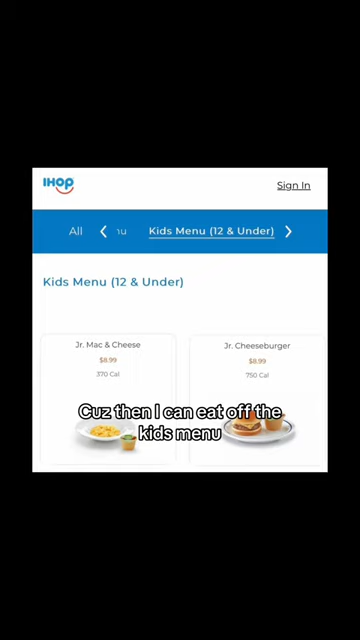 IHOP
Sign In
All
nu
Kids Menu (12 & Under)
Kids Menu (12 & Under)
Jr. Mac & Cheese
$8.99
370 Cal
Jr. Cheeseburger
$8.99
750 Cal
Cuz then I can eat off the
kids menu